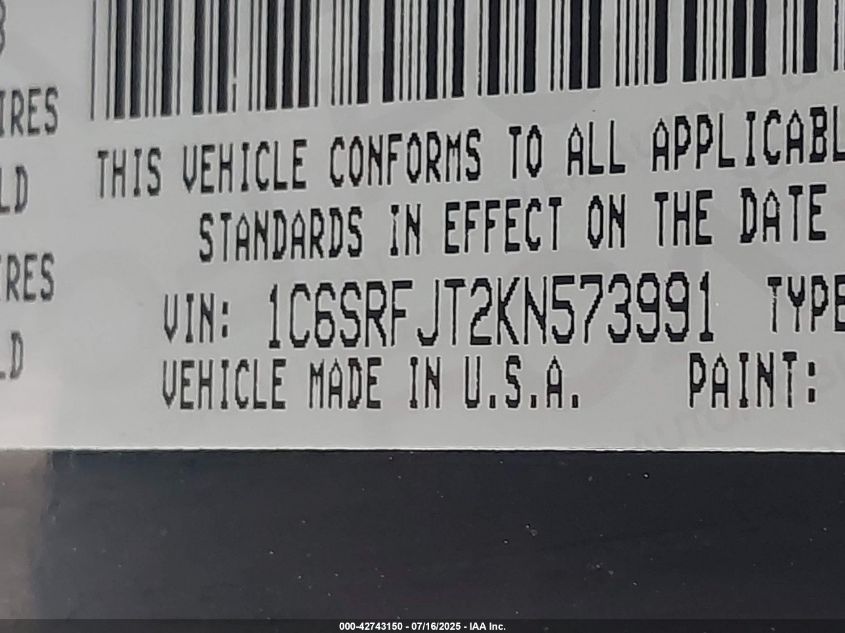 IRES
THIS VEHICLE CONFORMS TO ALL APPLICABL
LD
STANDARDS IN EFFECT ON THE DATE
IRES
VIN: 1C6SRFJT2KN573991 TYPE
LD
VEHICLE MADE IN U.S.A. PAINT:
000-42743150 - 07/16/2025 - IAA Inc.